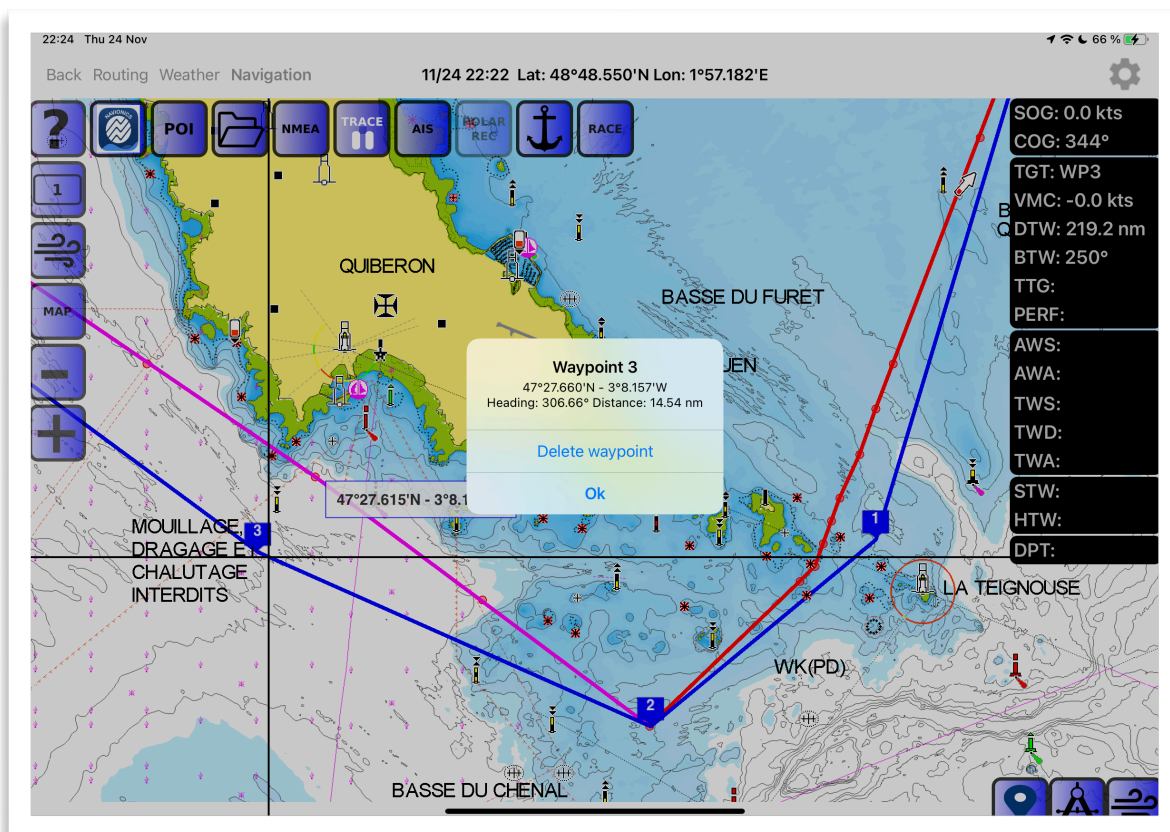 22:24 Thu 24 Nov
66 %
Back Routing Weather Navigation
11/24 22:22 Lat: 48°48.550'N Lon: 1°57.182'E
?
NAVIONICS
POI
NMEA
TRACE
AIS
POLAR
REC
RACE
SOG: 0.0 kts
COG: 344°
TGT: WP3
VMC: -0.0 kts
DTW: 219.2 nm
BTW: 250°
TTG:
PERF:
AWS:
AWA:
TWS:
TWD:
TWA:
STW:
HTW:
DPT:
1
MAP
QUIBERON
BASSE DU FURET
B
Q
UEN
Waypoint 3
47°27.660'N - 3°8.157'W
Heading: 306.66° Distance: 14.54 nm
Delete waypoint
Ok
47°27.615'N - 3°8.1
1
3
MOUILLAGE,
DRAGAGE E
CHALUTAGE
INTERDITS
LA TEIGNOUSE
WK(PD)
2
BASSE DU CHENAL